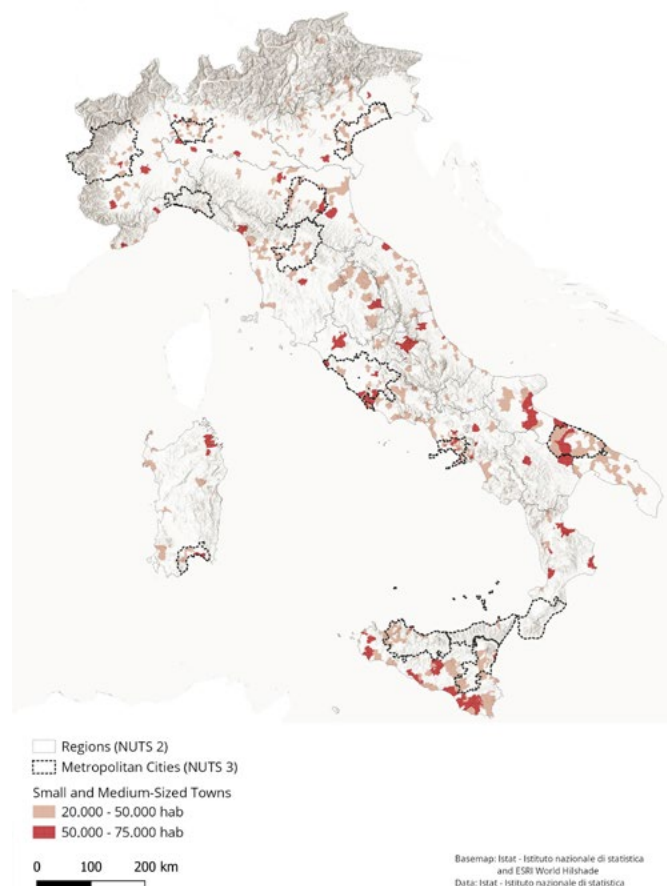 Regions (NUTS 2)
Metropolitan Cities (NUTS 3)
Small and Medium-Sized Towns
20.000 - 50.000 hab
50.000 - 75.000 hab
0 100 200 km
Basemap: Istat - Istituto nazionale di statistica
and ESRI World Hilshade
Data: Istat - Istituto nazionale di statistica